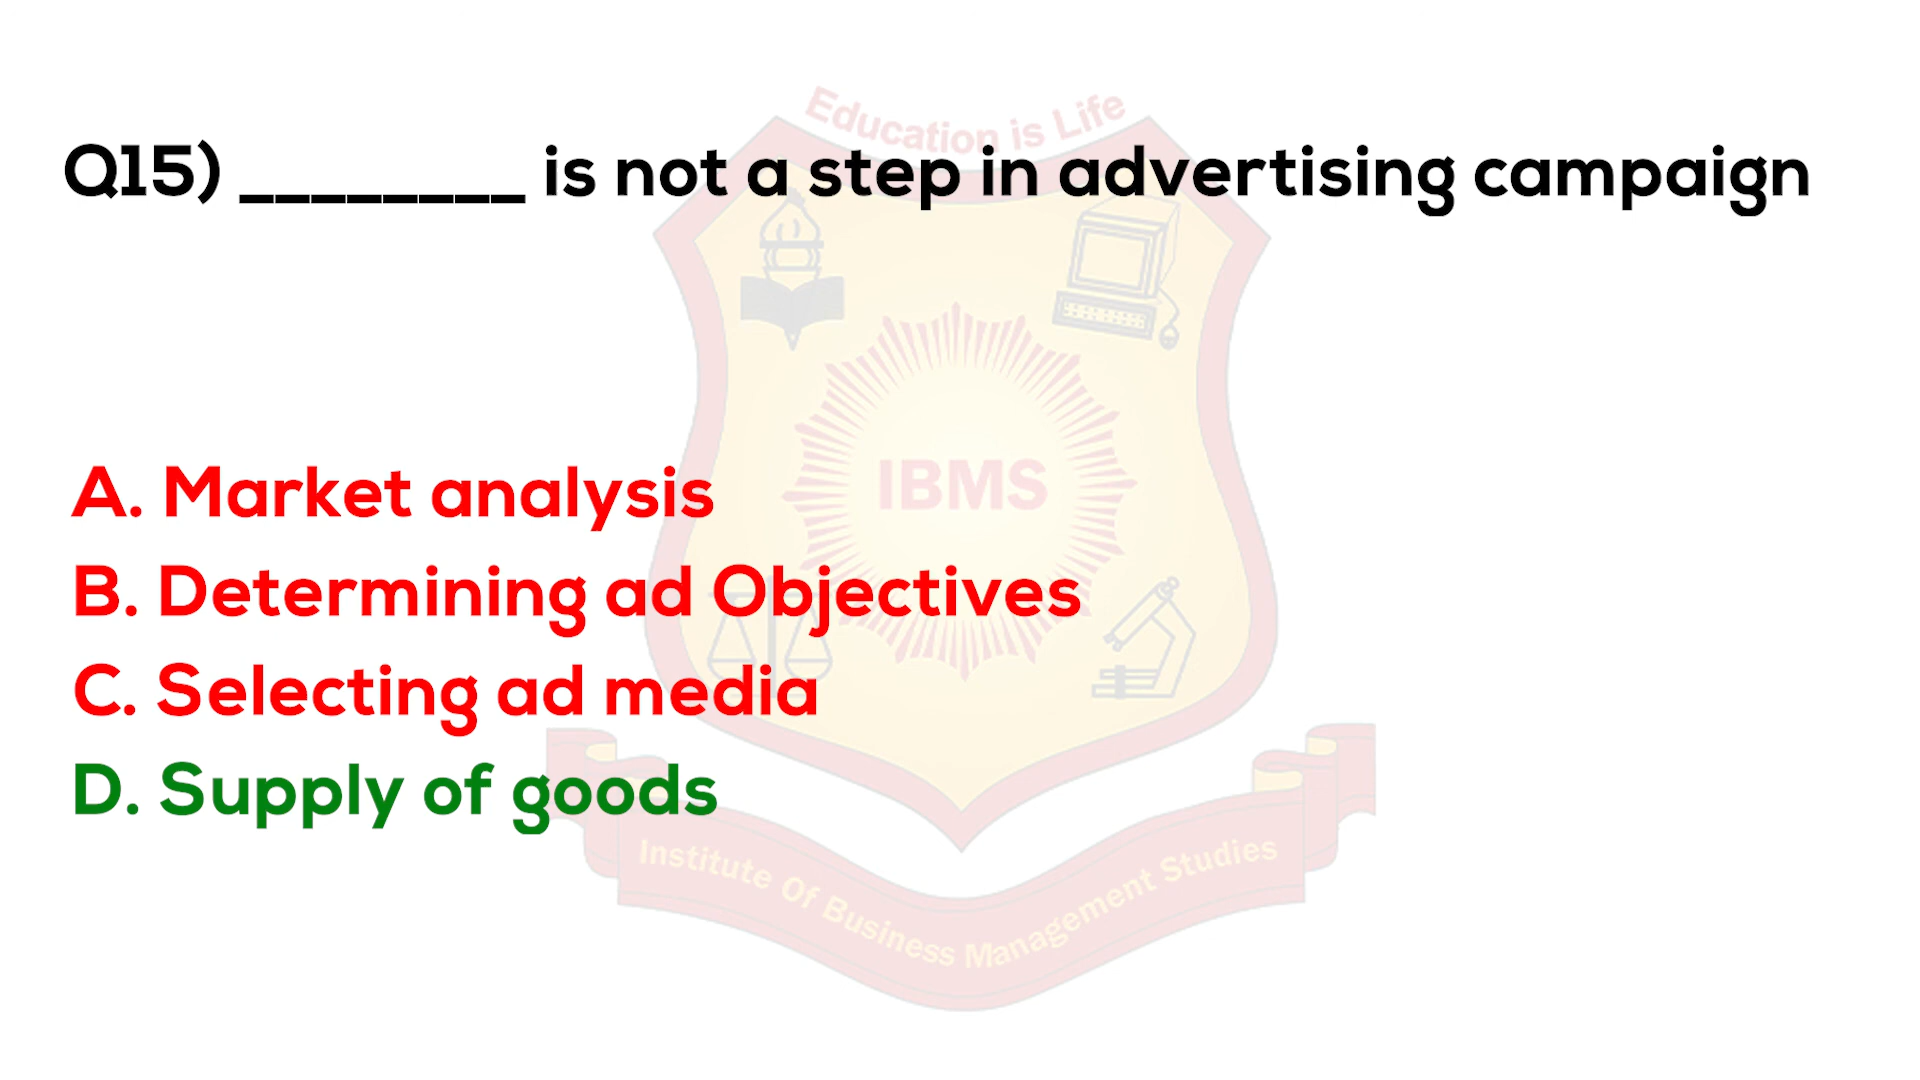 Education is Life
Q15) ________ is not a step in advertising campaign
IBMS
A. Market analysis
B. Determining ad Objectives
C. Selecting ad media
D. Supply of goods
Institute Of Business Management Studies